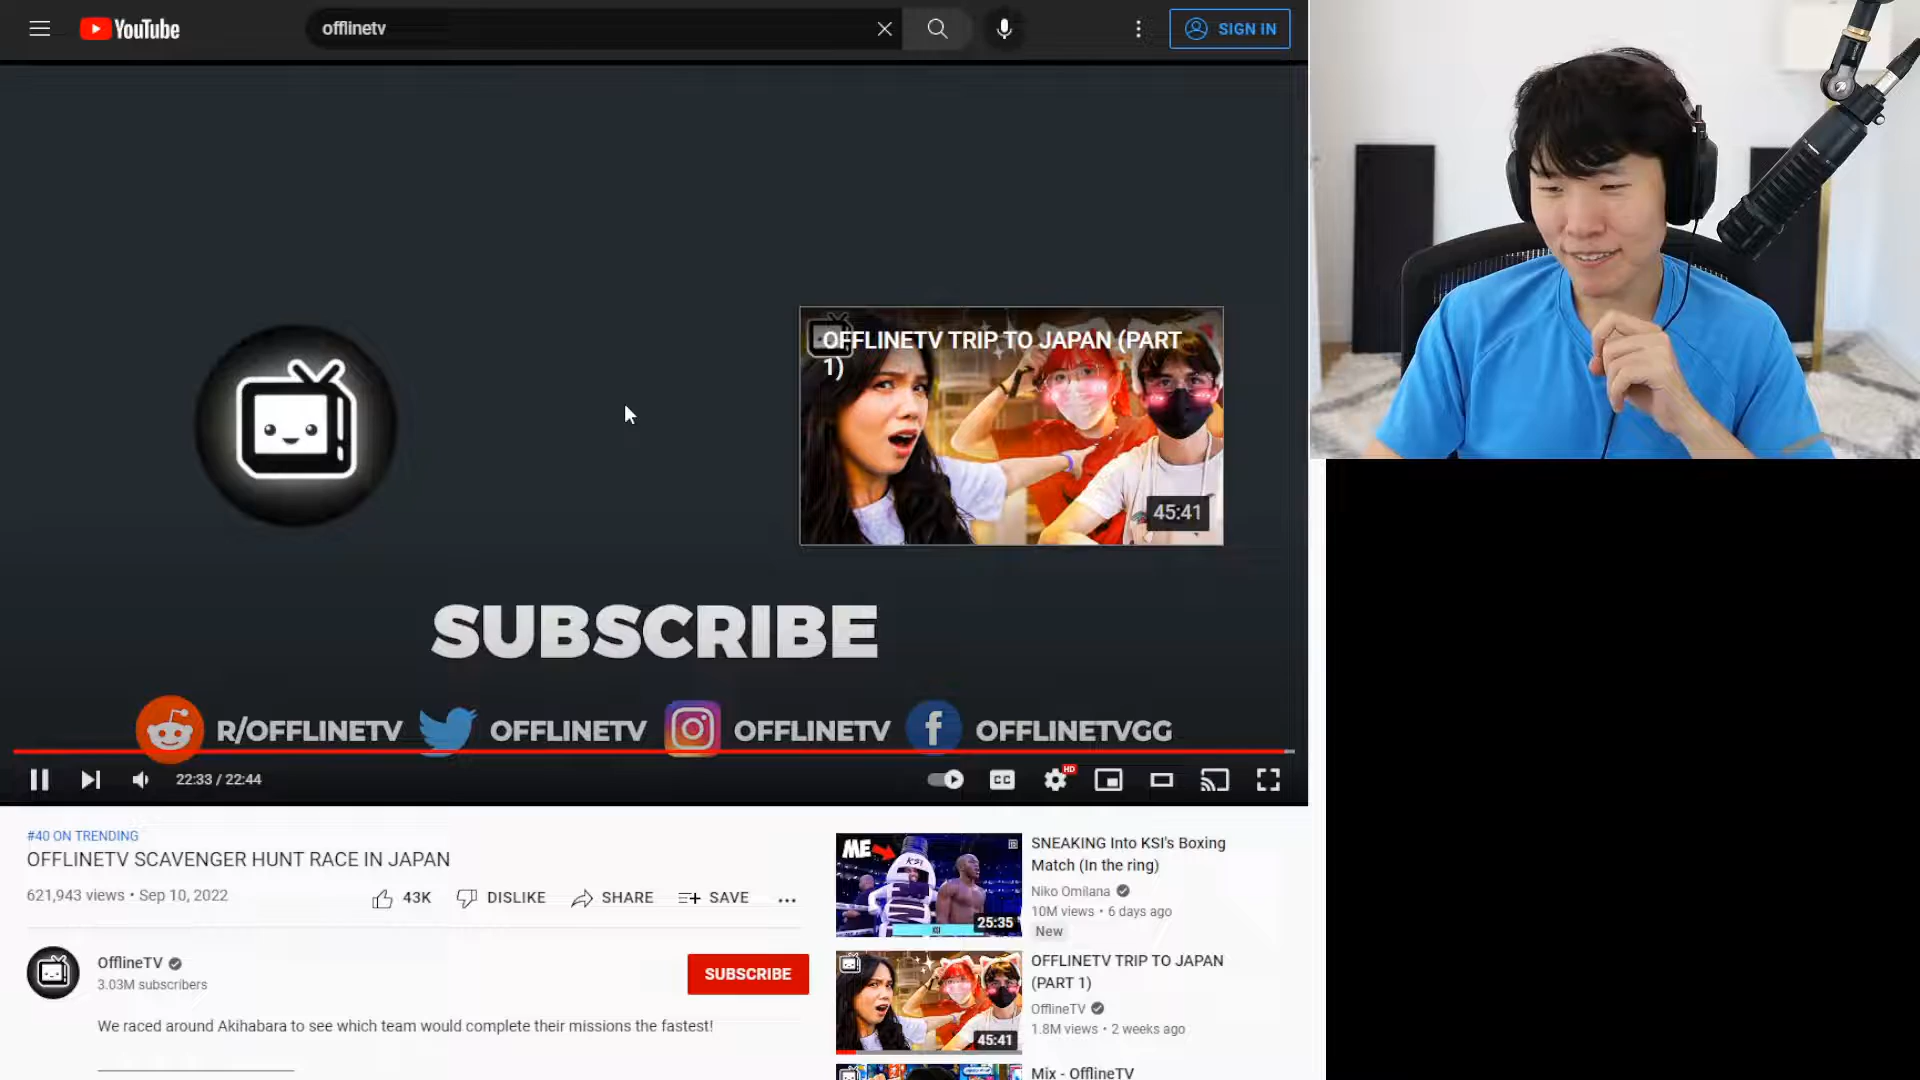 YouTube
offlinetv
SIGN IN
OFFLINETV TRIP TO JAPAN (PART
1)
45:41
SUBSCRIBE
R/OFFLINETV
OFFLINETV
OFFLINETV
OFFLINETVGG
22:33 / 22:44
CC
HD
#40 ON TRENDING
OFFLINETV SCAVENGER HUNT RACE IN JAPAN
621,943 views • Sep 10, 2022
43K
DISLIKE
SHARE
SAVE
OfflineTV
3.03M subscribers
SUBSCRIBE
We raced around Akihabara to see which team would complete their missions the fastest!
ME
KSI
25:35
SNEAKING Into KSI's Boxing
Match (In the ring)
Niko Omilana
10M views • 6 days ago
New
45:41
OFFLINETV TRIP TO JAPAN
(PART 1)
OfflineTV
1.8M views • 2 weeks ago
Mix - OfflineTV